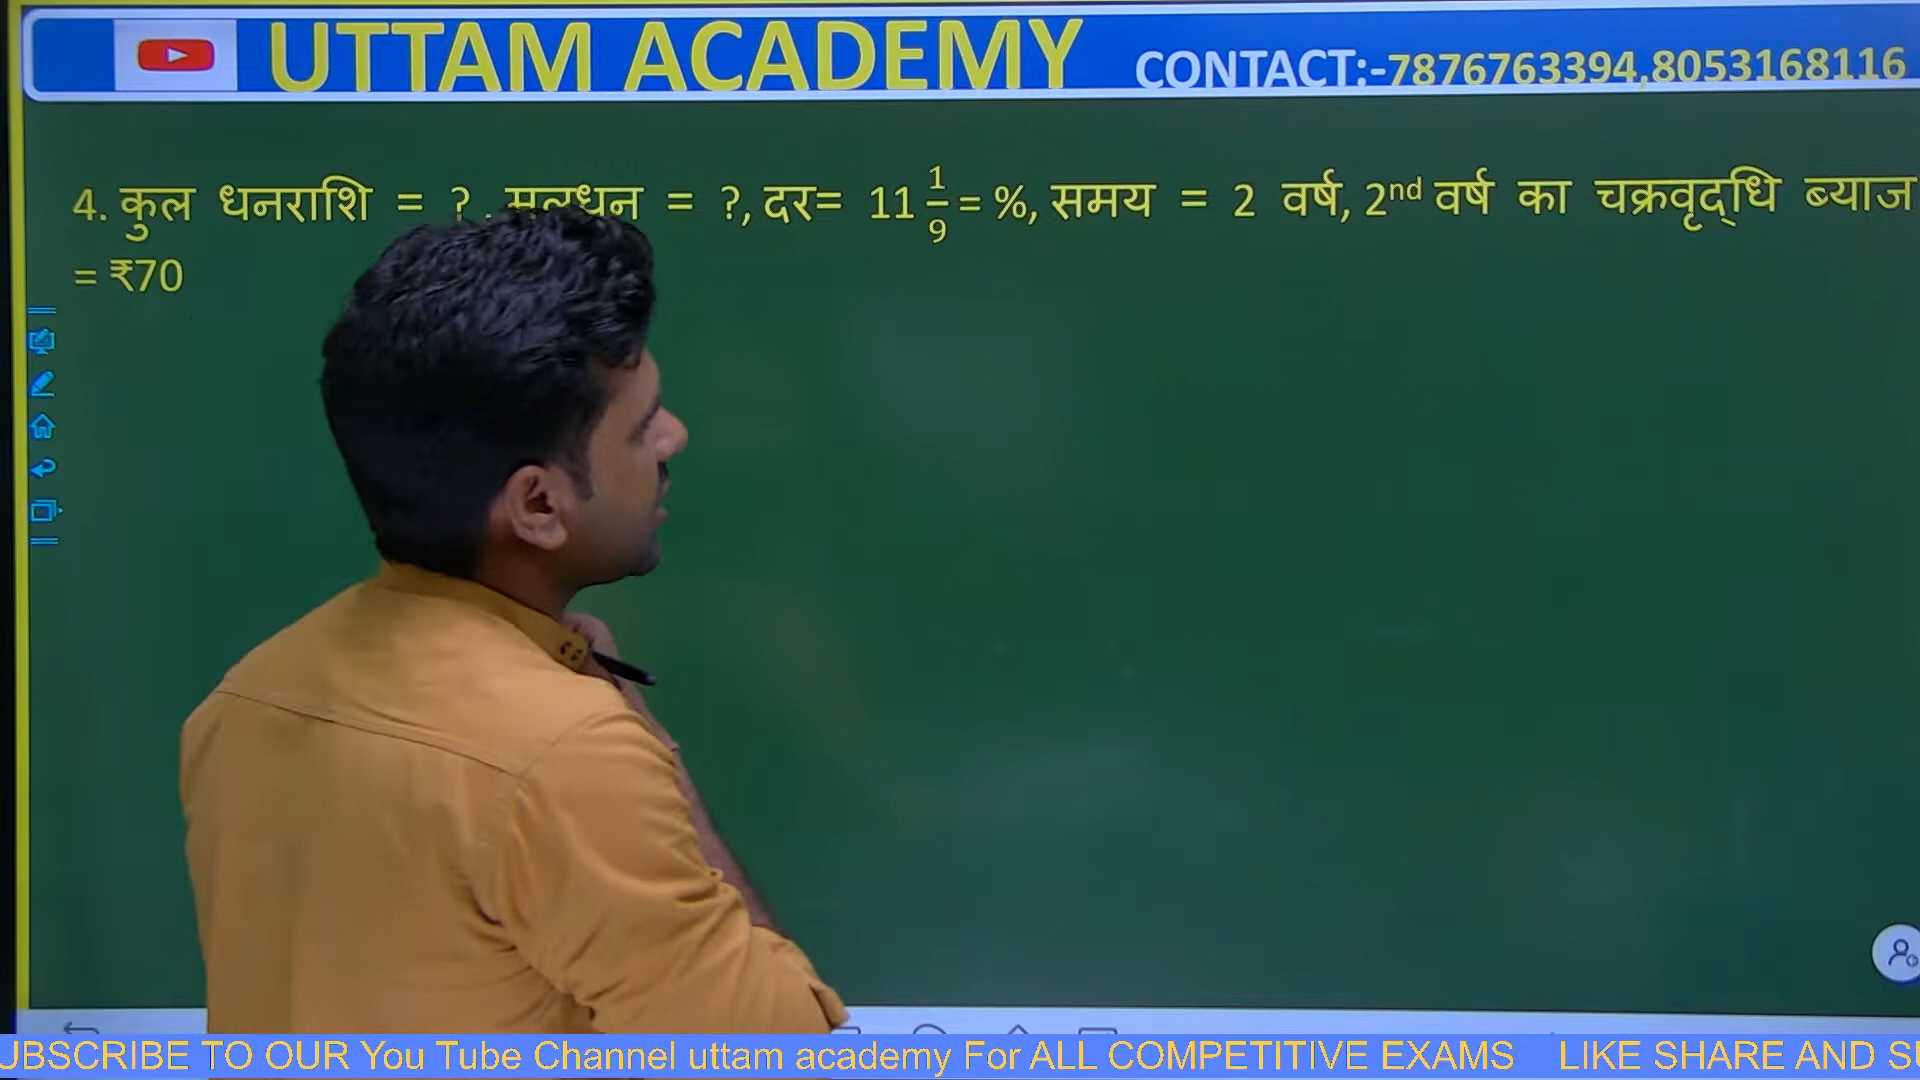 UTTAM ACADEMY CONTACT:-7876763394,8053168116
4. कुल धनराशि = ? , मूलधन = ?, दर= 11 1/9 = %, समय = 2 वर्ष, 2nd वर्ष का चक्रवृद्धि ब्याज
= ₹70
UBSCRIBE TO OUR You Tube Channel uttam academy For ALL COMPETITIVE EXAMS LIKE SHARE AND SU